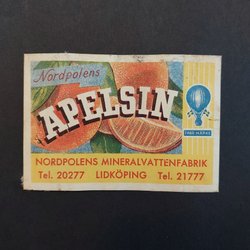 Nordpolens
APELSIN
NORDPOLENS MINERALVATTENFABRIK
Tel. 20277 LIDKÖPING Tel. 21777